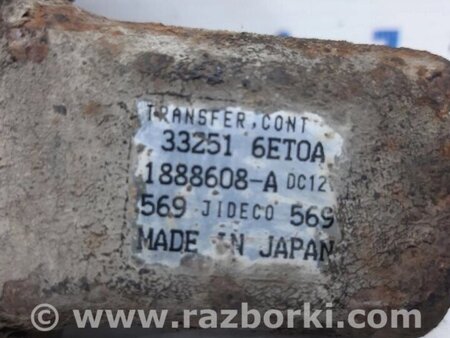 TRANSFER,CONT
33251 6ET0A
1888608-A DC12
569 JIDECO 569
MADE IN JAPAN
© www.razborki.com